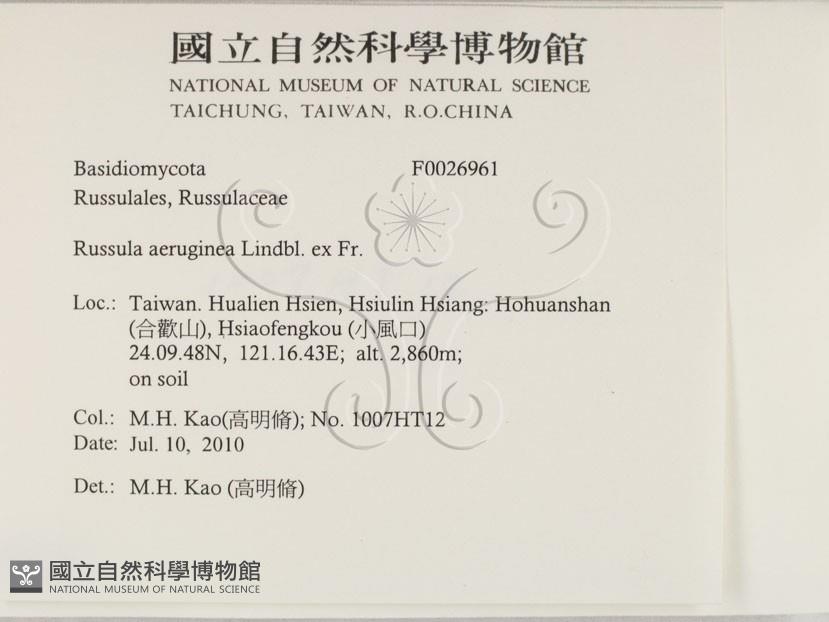 國立自然科學博物館
NATIONAL MUSEUM OF NATURAL SCIENCE
TAICHUNG, TAIWAN, R.O.CHINA
Basidiomycota F0026961
Russulales, Russulaceae
Russula aeruginea Lindbl. ex Fr.
Loc.: Taiwan. Hualien Hsien, Hsiulin Hsiang: Hohuanshan
(合歡山), Hsiaofengkou (小風口)
24.09.48N, 121.16.43E; alt. 2,860m;
on soil
Col.: M.H. Kao(高明脩); No. 1007HT12
Date: Jul. 10, 2010
Det.: M.H. Kao (高明脩)
國立自然科學博物館
NATIONAL MUSEUM OF NATURAL SCIENCE